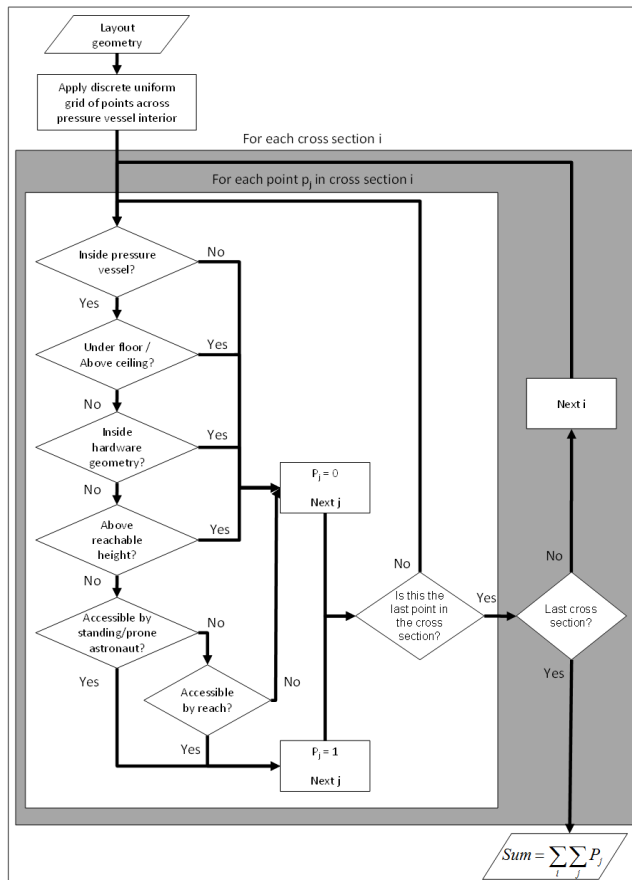 Layout
geometry
Apply discrete uniform
grid of points across
pressure vessel interior
For each cross section i
For each point pj in cross section i
Inside pressure
vessel?
No
Yes
Under floor /
Above ceiling?
Yes
No
Inside
hardware
geometry?
Yes
No
Above
reachable
height?
Yes
No
Accessible by
standing/prone
astronaut?
No
Yes
Accessible
by reach?
No
Yes
Pj = 0
Next j
Pj = 1
Next j
Is this the
last point in
the cross
section?
No
Yes
Last cross
section?
No
Yes
Next i
Sum = ∑i ∑j Pj